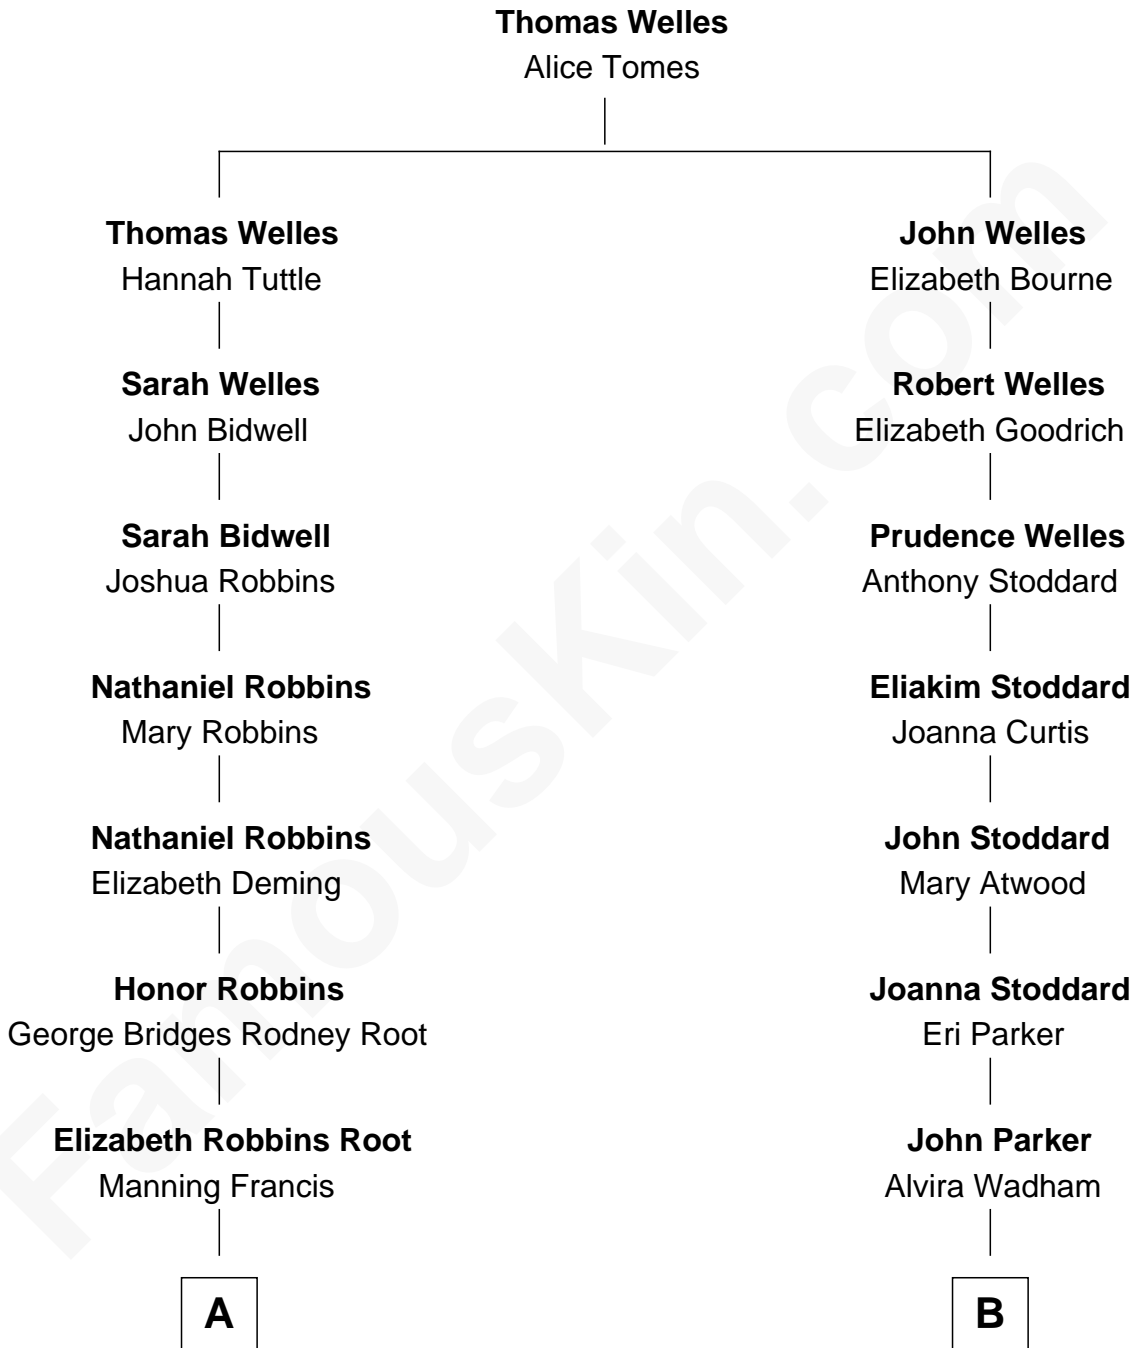 Thomas Welles
Alice Tomes
Thomas Welles
Hannah Tuttle
John Welles
Elizabeth Bourne
Sarah Welles
John Bidwell
Robert Welles
Elizabeth Goodrich
Sarah Bidwell
Joshua Robbins
Prudence Welles
Anthony Stoddard
Nathaniel Robbins
Mary Robbins
Eliakim Stoddard
Joanna Curtis
Nathaniel Robbins
Elizabeth Deming
John Stoddard
Mary Atwood
Honor Robbins
George Bridges Rodney Root
Joanna Stoddard
Eri Parker
Elizabeth Robbins Root
Manning Francis
John Parker
Alvira Wadham
A
B
FamousKin.com